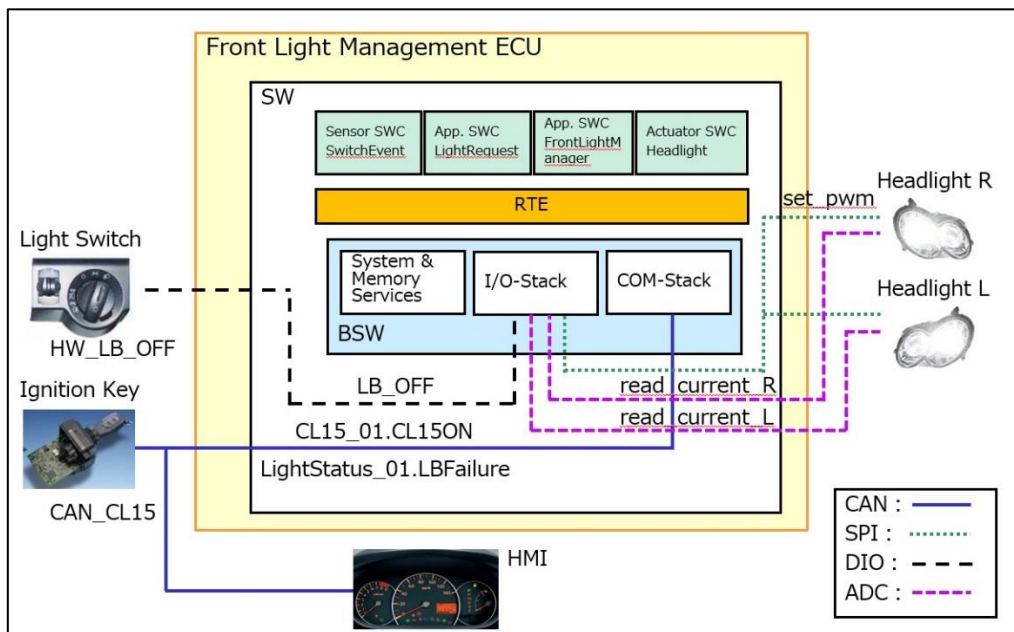 Front Light Management ECU
SW
Sensor SWC
SwitchEvent
App. SWC
LightRequest
App. SWC
FrontLightM
anager
Actuator SWC
Headlight
RTE
System &
Memory
Services
I/O-Stack
COM-Stack
BSW
Light Switch
HW_LB_OFF
LB_OFF
Ignition Key
CL15_01.CL15ON
LightStatus_01.LBFailure
CAN_CL15
HMI
set_pwm
Headlight R
Headlight L
read_current_R
read_current_L
CAN :
SPI :
DIO :
ADC :